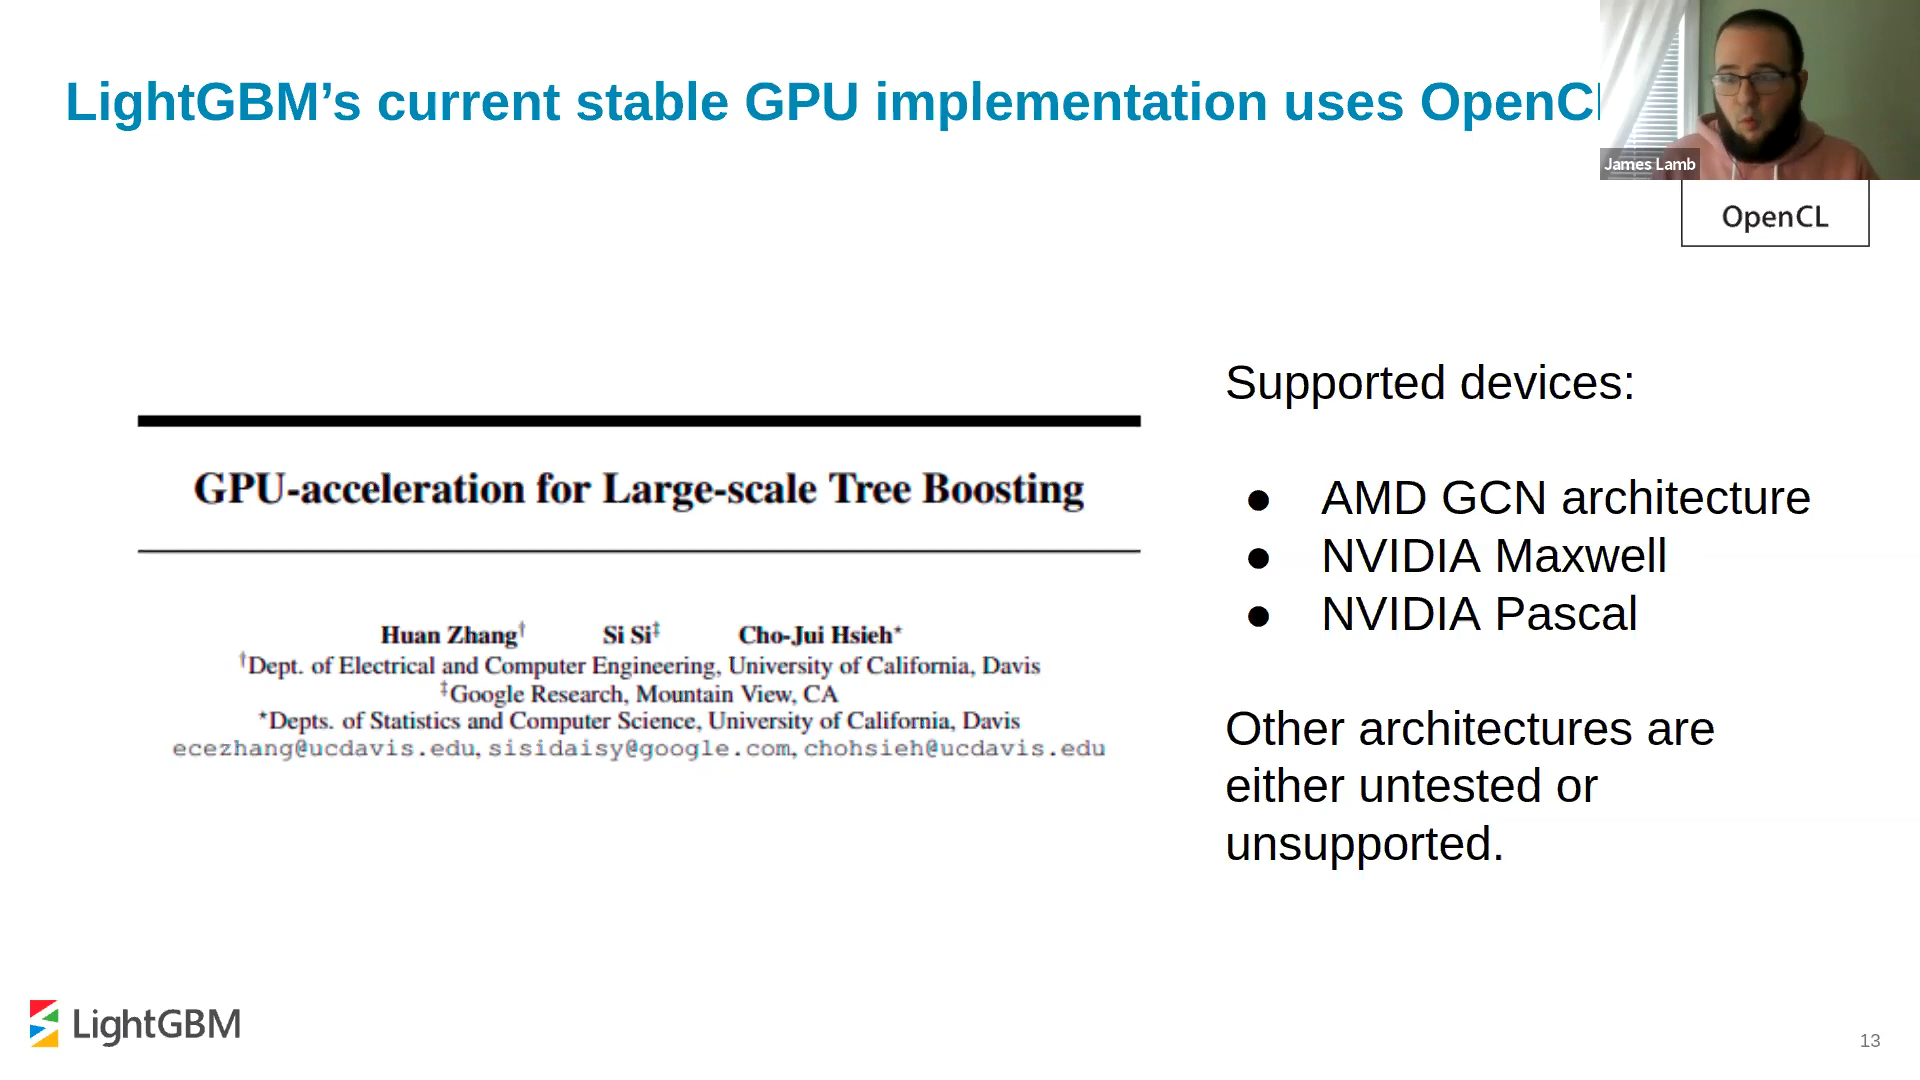 LightGBM’s current stable GPU implementation uses OpenCL
James Lamb
OpenCL
GPU-acceleration for Large-scale Tree Boosting
Huan Zhang† Si Si‡ Cho-Jui Hsieh⋆
†Dept. of Electrical and Computer Engineering, University of California, Davis
‡Google Research, Mountain View, CA
⋆Depts. of Statistics and Computer Science, University of California, Davis
ecezhang@ucdavis.edu, sisidaisy@google.com, chohsieh@ucdavis.edu
Supported devices:
● AMD GCN architecture
● NVIDIA Maxwell
● NVIDIA Pascal
Other architectures are
either untested or
unsupported.
LightGBM
13